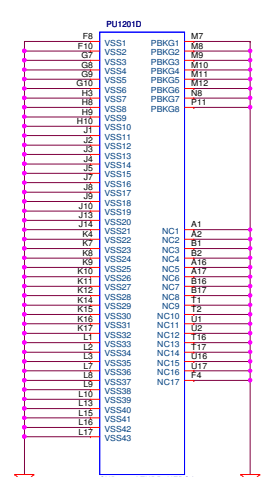 PU1201D
F8 VSS1 PBKG1 M7
F10 VSS2 PBKG2 M8
G7 VSS3 PBKG3 M9
G8 VSS4 PBKG4 M10
G9 VSS5 PBKG5 M11
G10 VSS6 PBKG6 M12
H3 VSS7 PBKG7 N8
H8 VSS8 PBKG8 P11
H9 VSS9
H10 VSS10
J1 VSS11
J2 VSS12
J3 VSS13
J4 VSS14
J5 VSS15
J7 VSS16
J8 VSS17
J9 VSS18
J10 VSS19
J13 VSS20
J14 VSS21 NC1 A1
K4 VSS22 NC2 A2
K7 VSS23 NC3 B1
K8 VSS24 NC4 B2
K9 VSS25 NC5 A16
K10 VSS26 NC6 A17
K11 VSS27 NC7 B16
K12 VSS28 NC8 B17
K14 VSS29 NC9 T1
K15 VSS30 NC10 T2
K16 VSS31 NC11 U1
K17 VSS32 NC12 U2
L1 VSS33 NC13 T16
L2 VSS34 NC14 T17
L3 VSS35 NC15 U16
L7 VSS36 NC16 U17
L8 VSS37 NC17 F4
L9 VSS38
L10 VSS39
L13 VSS40
L15 VSS41
L16 VSS42
L17 VSS43